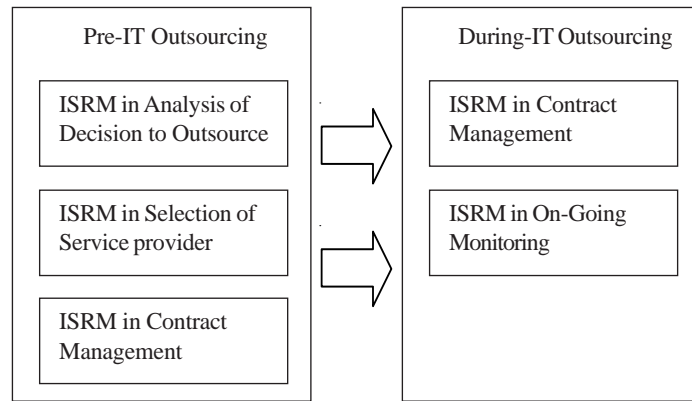 Pre-IT Outsourcing
ISRM in Analysis of
Decision to Outsource
ISRM in Selection of
Service provider
ISRM in Contract
Management
During-IT Outsourcing
ISRM in Contract
Management
ISRM in On-Going
Monitoring